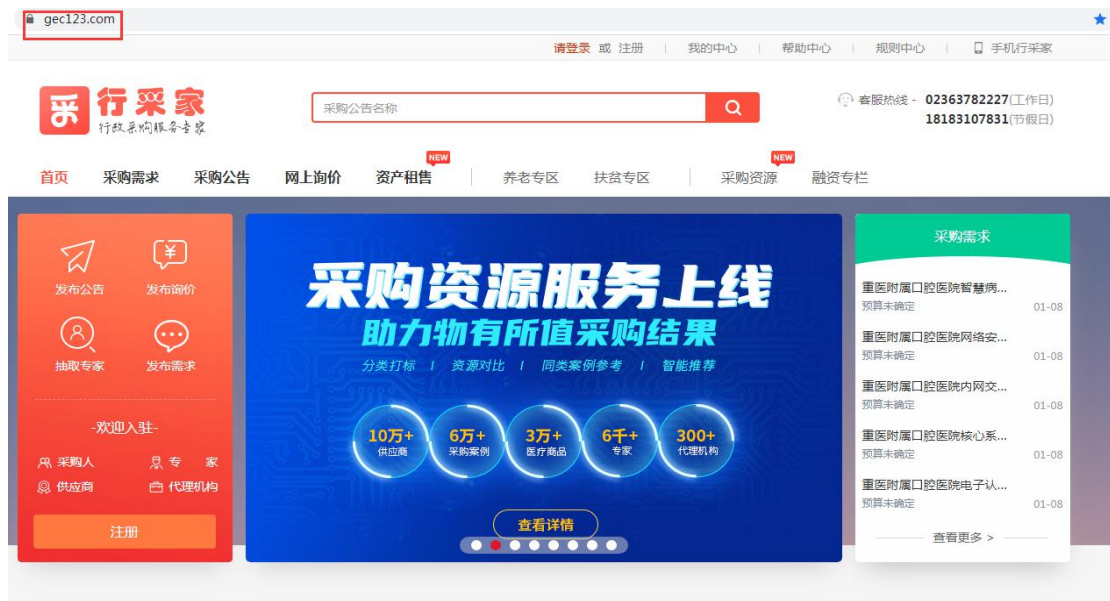 gec123.com
请登录 或 注册 | 我的中心 | 帮助中心 | 规则中心 | 手机行采家
采 行采家
行政采购服务专家
采购公告名称
客服热线 - 02363782227(工作日)
18183107831(节假日)
NEW NEW
首页 采购需求 采购公告 网上询价 资产租售 | 养老专区 扶贫专区 | 采购资源 融资专栏
发布公告 发布询价
抽取专家 发布需求
-欢迎入驻-
采购人 专 家
供应商 代理机构
注册
采购资源服务上线
助力物有所值采购结果
分类打标 I 资源对比 I 同类案例参考 I 智能推荐
10万+ 6万+ 3万+ 6千+ 300+
供应商 采购案例 医疗商品 专家 代理机构
查看详情
采购需求
重医附属口腔医院智慧病...
预算未确定 01-08
重医附属口腔医院网络安...
预算未确定 01-08
重医附属口腔医院内网交...
预算未确定 01-08
重医附属口腔医院核心系...
预算未确定 01-08
重医附属口腔医院电子认...
预算未确定 01-08
查看更多 >